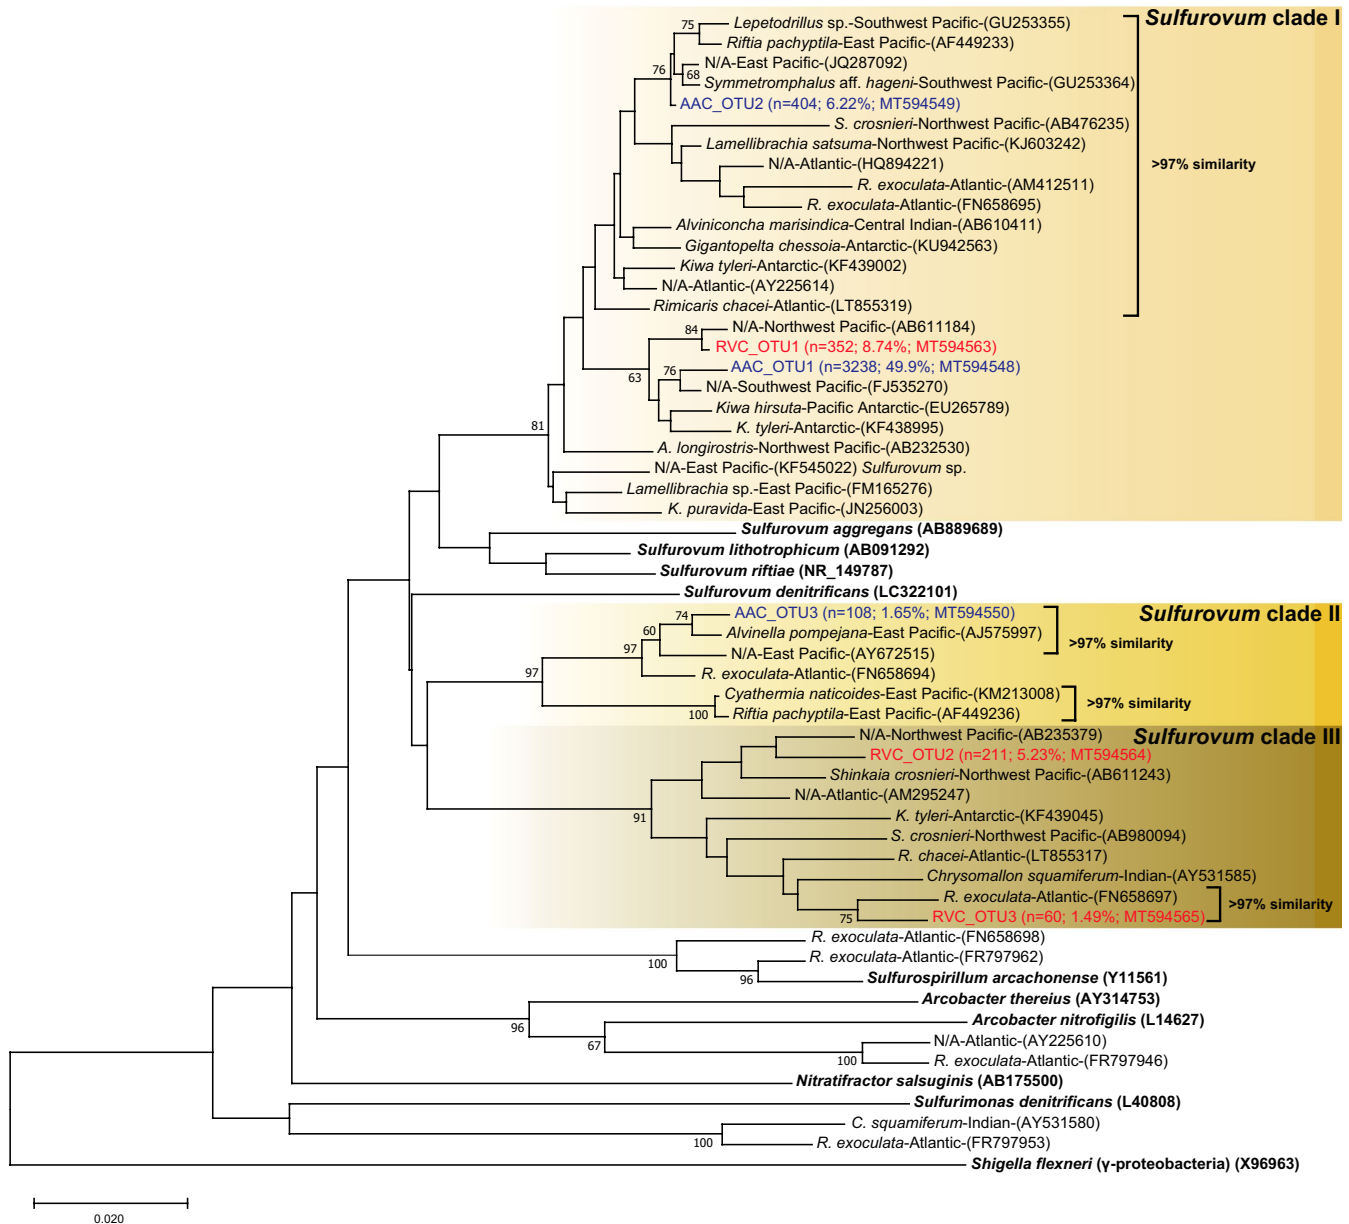 Sulfurovum clade I
75
Lepetodrillus sp.-Southwest Pacific-(GU253355)
Riftia pachyptila-East Pacific-(AF449233)
N/A-East Pacific-(JQ287092)
76
68
Symmetromphalus aff. hageni-Southwest Pacific-(GU253364)
AAC_OTU2 (n=404; 6.22%; MT594549)
S. crosnieri-Northwest Pacific-(AB476235)
Lamellibrachia satsuma-Northwest Pacific-(KJ603242)
N/A-Atlantic-(HQ894221)
>97% similarity
R. exoculata-Atlantic-(AM412511)
R. exoculata-Atlantic-(FN658695)
Alviniconcha marisindica-Central Indian-(AB610411)
Gigantopelta chessoia-Antarctic-(KU942563)
Kiwa tyleri-Antarctic-(KF439002)
N/A-Atlantic-(AY225614)
Rimicaris chacei-Atlantic-(LT855319)
N/A-Northwest Pacific-(AB611184)
84
RVC_OTU1 (n=352; 8.74%; MT594563)
AAC_OTU1 (n=3238; 49.9%; MT594548)
63
76
N/A-Southwest Pacific-(FJ535270)
Kiwa hirsuta-Pacific Antarctic-(EU265789)
K. tyleri-Antarctic-(KF438995)
81
A. longirostris-Northwest Pacific-(AB232530)
N/A-East Pacific-(KF545022) Sulfurovum sp.
Lamellibrachia sp.-East Pacific-(FM165276)
K. puravida-East Pacific-(JN256003)
Sulfurovum aggregans (AB889689)
Sulfurovum lithotrophicum (AB091292)
Sulfurovum riftiae (NR_149787)
Sulfurovum denitrificans (LC322101)
Sulfurovum clade II
74
AAC_OTU3 (n=108; 1.65%; MT594550)
60
Alvinella pompejana-East Pacific-(AJ575997)
>97% similarity
97
N/A-East Pacific-(AY672515)
97
R. exoculata-Atlantic-(FN658694)
Cyathermia naticoides-East Pacific-(KM213008)
>97% similarity
100
Riftia pachyptila-East Pacific-(AF449236)
Sulfurovum clade III
N/A-Northwest Pacific-(AB235379)
RVC_OTU2 (n=211; 5.23%; MT594564)
Shinkaia crosnieri-Northwest Pacific-(AB611243)
N/A-Atlantic-(AM295247)
91
K. tyleri-Antarctic-(KF439045)
S. crosnieri-Northwest Pacific-(AB980094)
R. chacei-Atlantic-(LT855317)
Chrysomallon squamiferum-Indian-(AY531585)
R. exoculata-Atlantic-(FN658697)
>97% similarity
75
RVC_OTU3 (n=60; 1.49%; MT594565)
R. exoculata-Atlantic-(FN658698)
100
R. exoculata-Atlantic-(FR797962)
96
Sulfurospirillum arcachonense (Y11561)
Arcobacter thereius (AY314753)
96
Arcobacter nitrofigilis (L14627)
67
N/A-Atlantic-(AY225610)
100
R. exoculata-Atlantic-(FR797946)
Nitratifractor salsuginis (AB175500)
Sulfurimonas denitrificans (L40808)
C. squamiferum-Indian-(AY531580)
100
R. exoculata-Atlantic-(FR797953)
Shigella flexneri (γ-proteobacteria) (X96963)
0.020